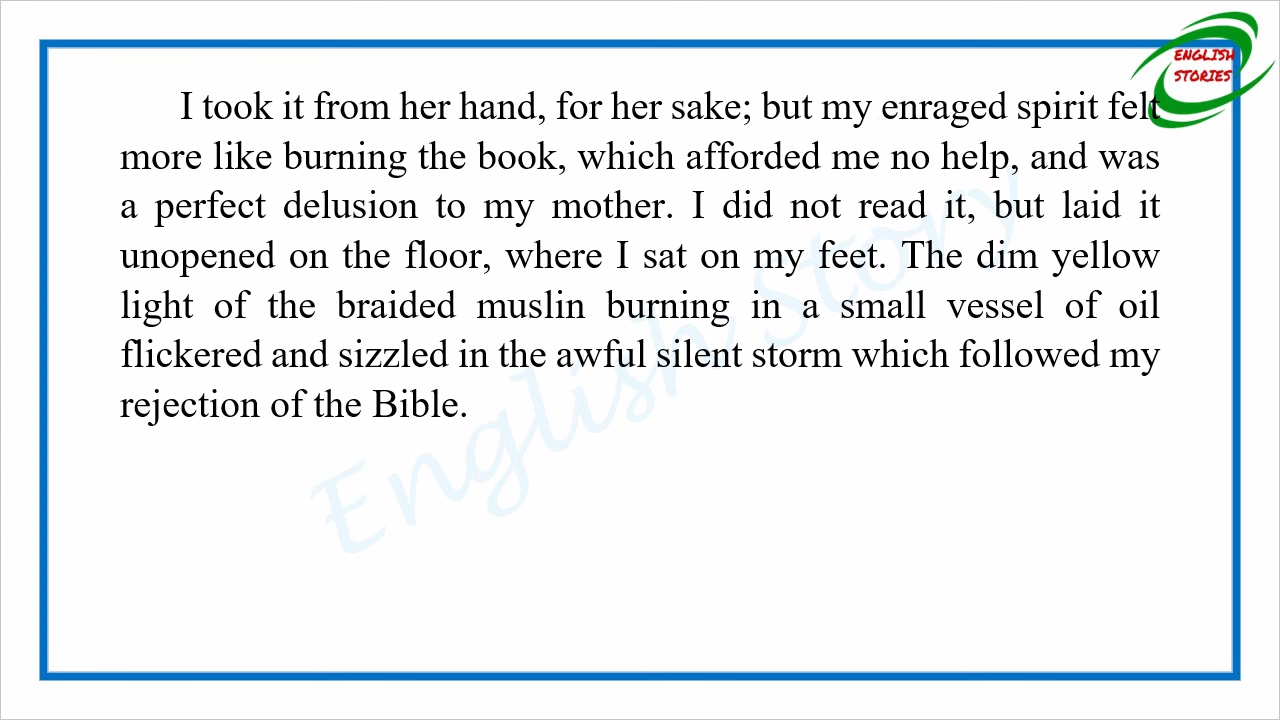 ENGLISH
STORIES
I took it from her hand, for her sake; but my enraged spirit felt
more like burning the book, which afforded me no help, and was
a perfect delusion to my mother. I did not read it, but laid it
unopened on the floor, where I sat on my feet. The dim yellow
light of the braided muslin burning in a small vessel of oil
flickered and sizzled in the awful silent storm which followed my
rejection of the Bible.
English Story